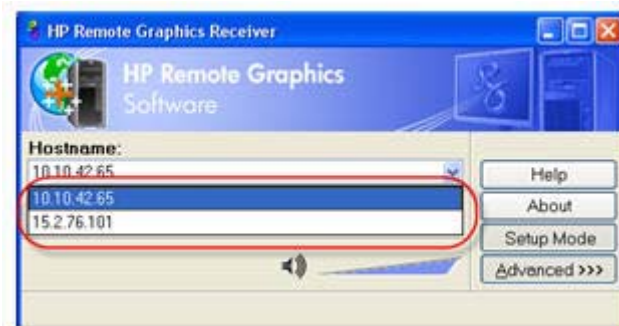 HP Remote Graphics Receiver
HP Remote Graphics
Software
Hostname:
10.10.42.65
10.10.42.65
15.2.76.101
Help
About
Setup Mode
Advanced >>>